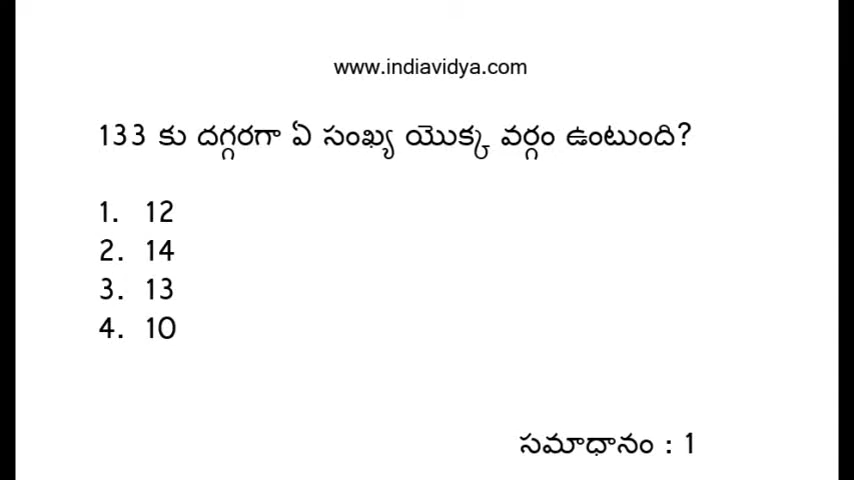 www.indiavidya.com
133 కు దగ్గరగా ఏ సంఖ్య యొక్క వర్గం ఉంటుంది?
1. 12
2. 14
3. 13
4. 10
సమాధానం : 1